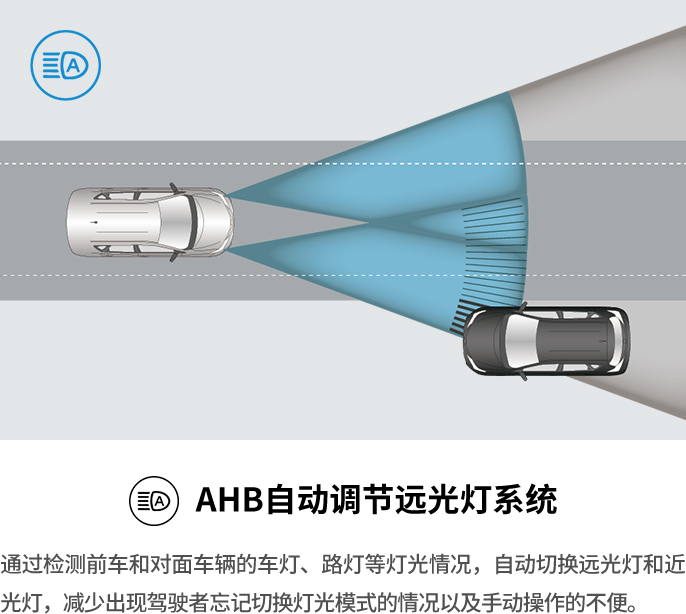 A
A
AHB自动调节远光灯系统
通过检测前车和对面车辆的车灯、路灯等灯光情况，自动切换远光灯和近
光灯，减少出现驾驶者忘记切换灯光模式的情况以及手动操作的不便。